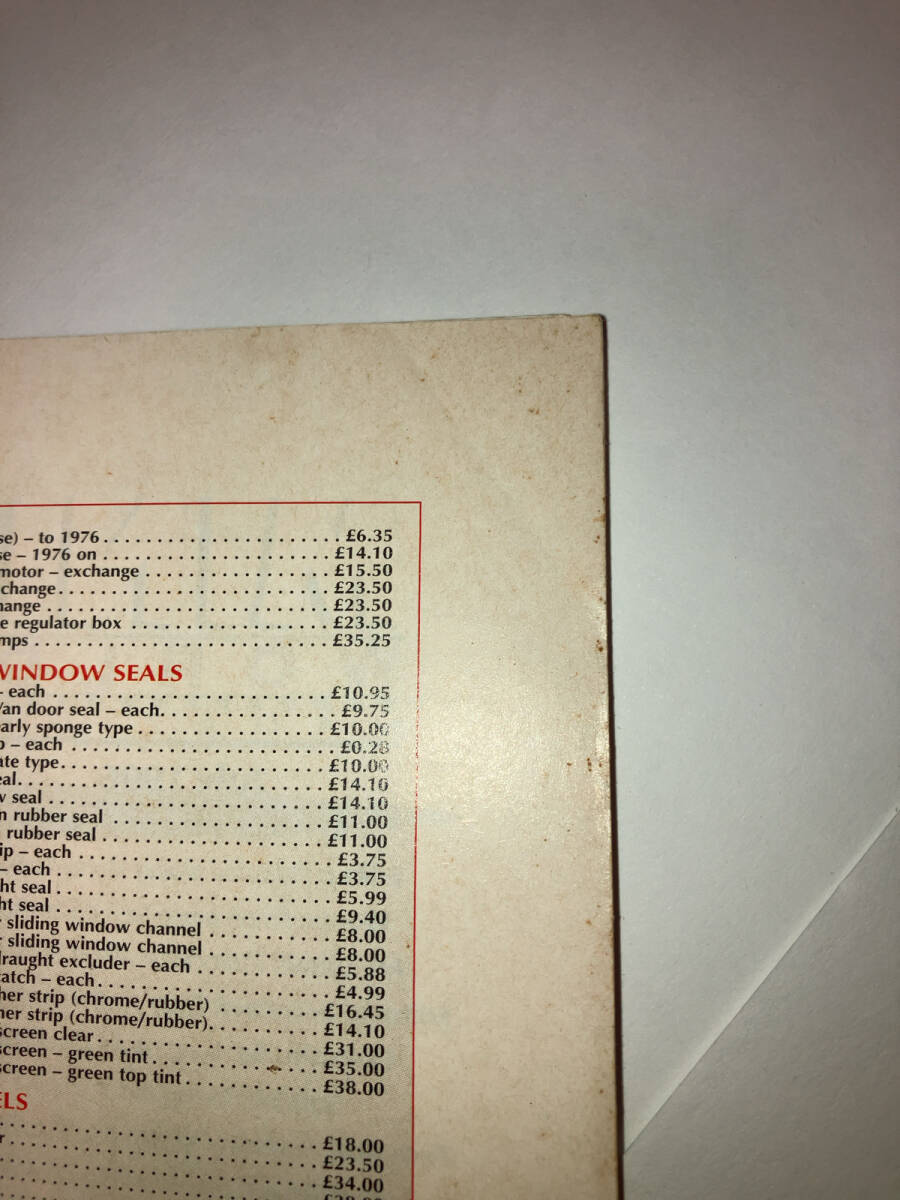 se) – to 1976 £6.35
se – 1976 on £14.10
motor – exchange £15.50
change £23.50
hange £23.50
e regulator box £23.50
mps £35.25
WINDOW SEALS
– each £10.95
Van door seal – each £9.75
early sponge type £10.00
p – each £0.28
ate type £10.00
eal £14.10
w seal £14.10
n rubber seal £11.00
rubber seal £11.00
ip – each £3.75
– each £3.75
ht seal £5.99
ht seal £9.40
r sliding window channel £8.00
r sliding window channel £8.00
draught excluder – each £5.88
catch – each £4.99
her strip (chrome/rubber) £16.45
her strip (chrome/rubber) £14.10
screen clear £31.00
screen – green tint £35.00
screen – green top tint £38.00
ELS
£18.00
r £23.50
£34.00